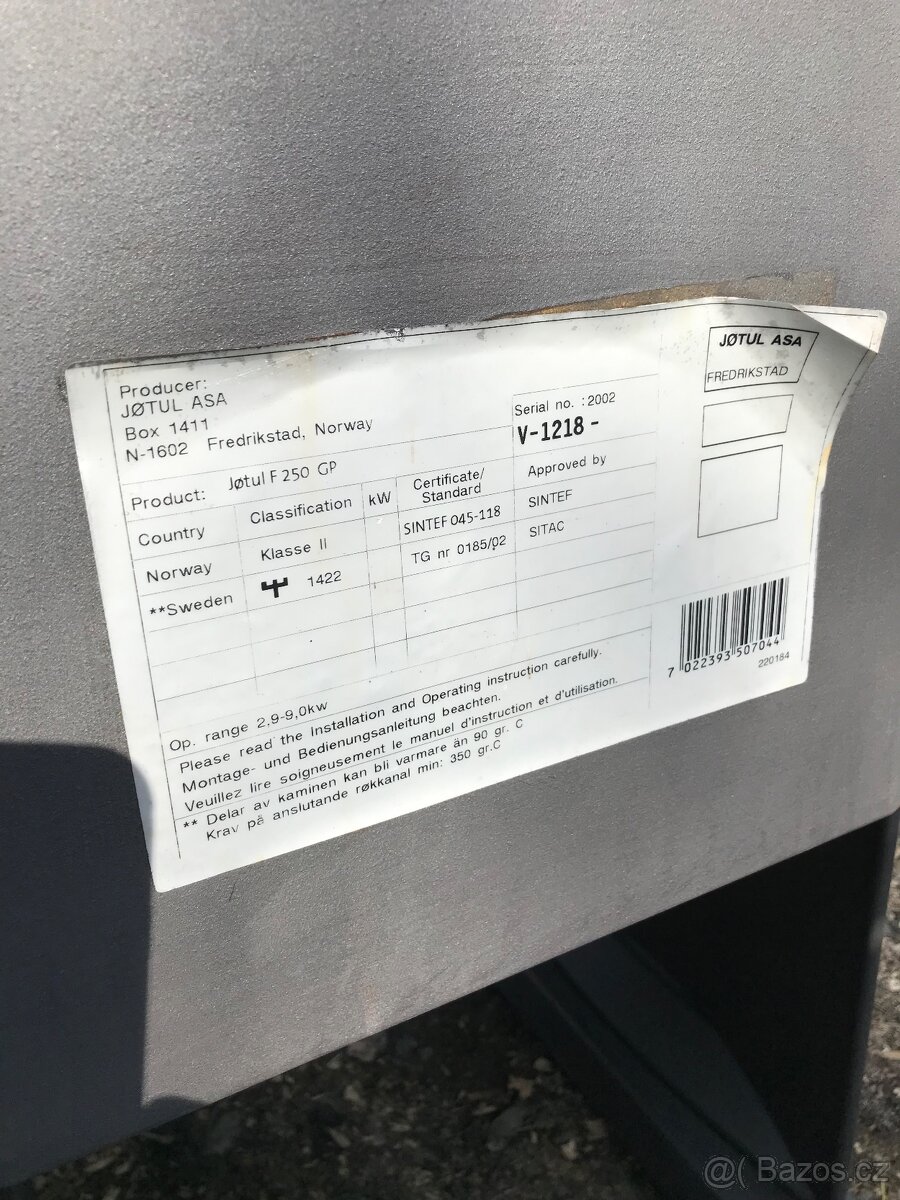 Producer:
JØTUL ASA
Box 1411
N-1602 Fredrikstad, Norway
Serial no. : 2002
V-1218 -
JØTUL ASA
FREDRIKSTAD
Product: Jøtul F 250 GP
Country Classification kW Certificate/ Standard Approved by
Norway Klasse II SINTEF 045-118 SINTEF
**Sweden 1422 TG nr 0185/02 SITAC
Op. range 2,9-9,0kw
Please read the Installation and Operating instruction carefully.
Montage- und Bedienungsanleitung beachten.
Veuillez lire soigneusement le manuel d'instruction et d'utilisation.
** Delar av kaminen kan bli varmare än 90 gr. C
Krav på anslutande røkkanal min: 350 gr.C
7 022393 507044
220184
@( Bazos.cz